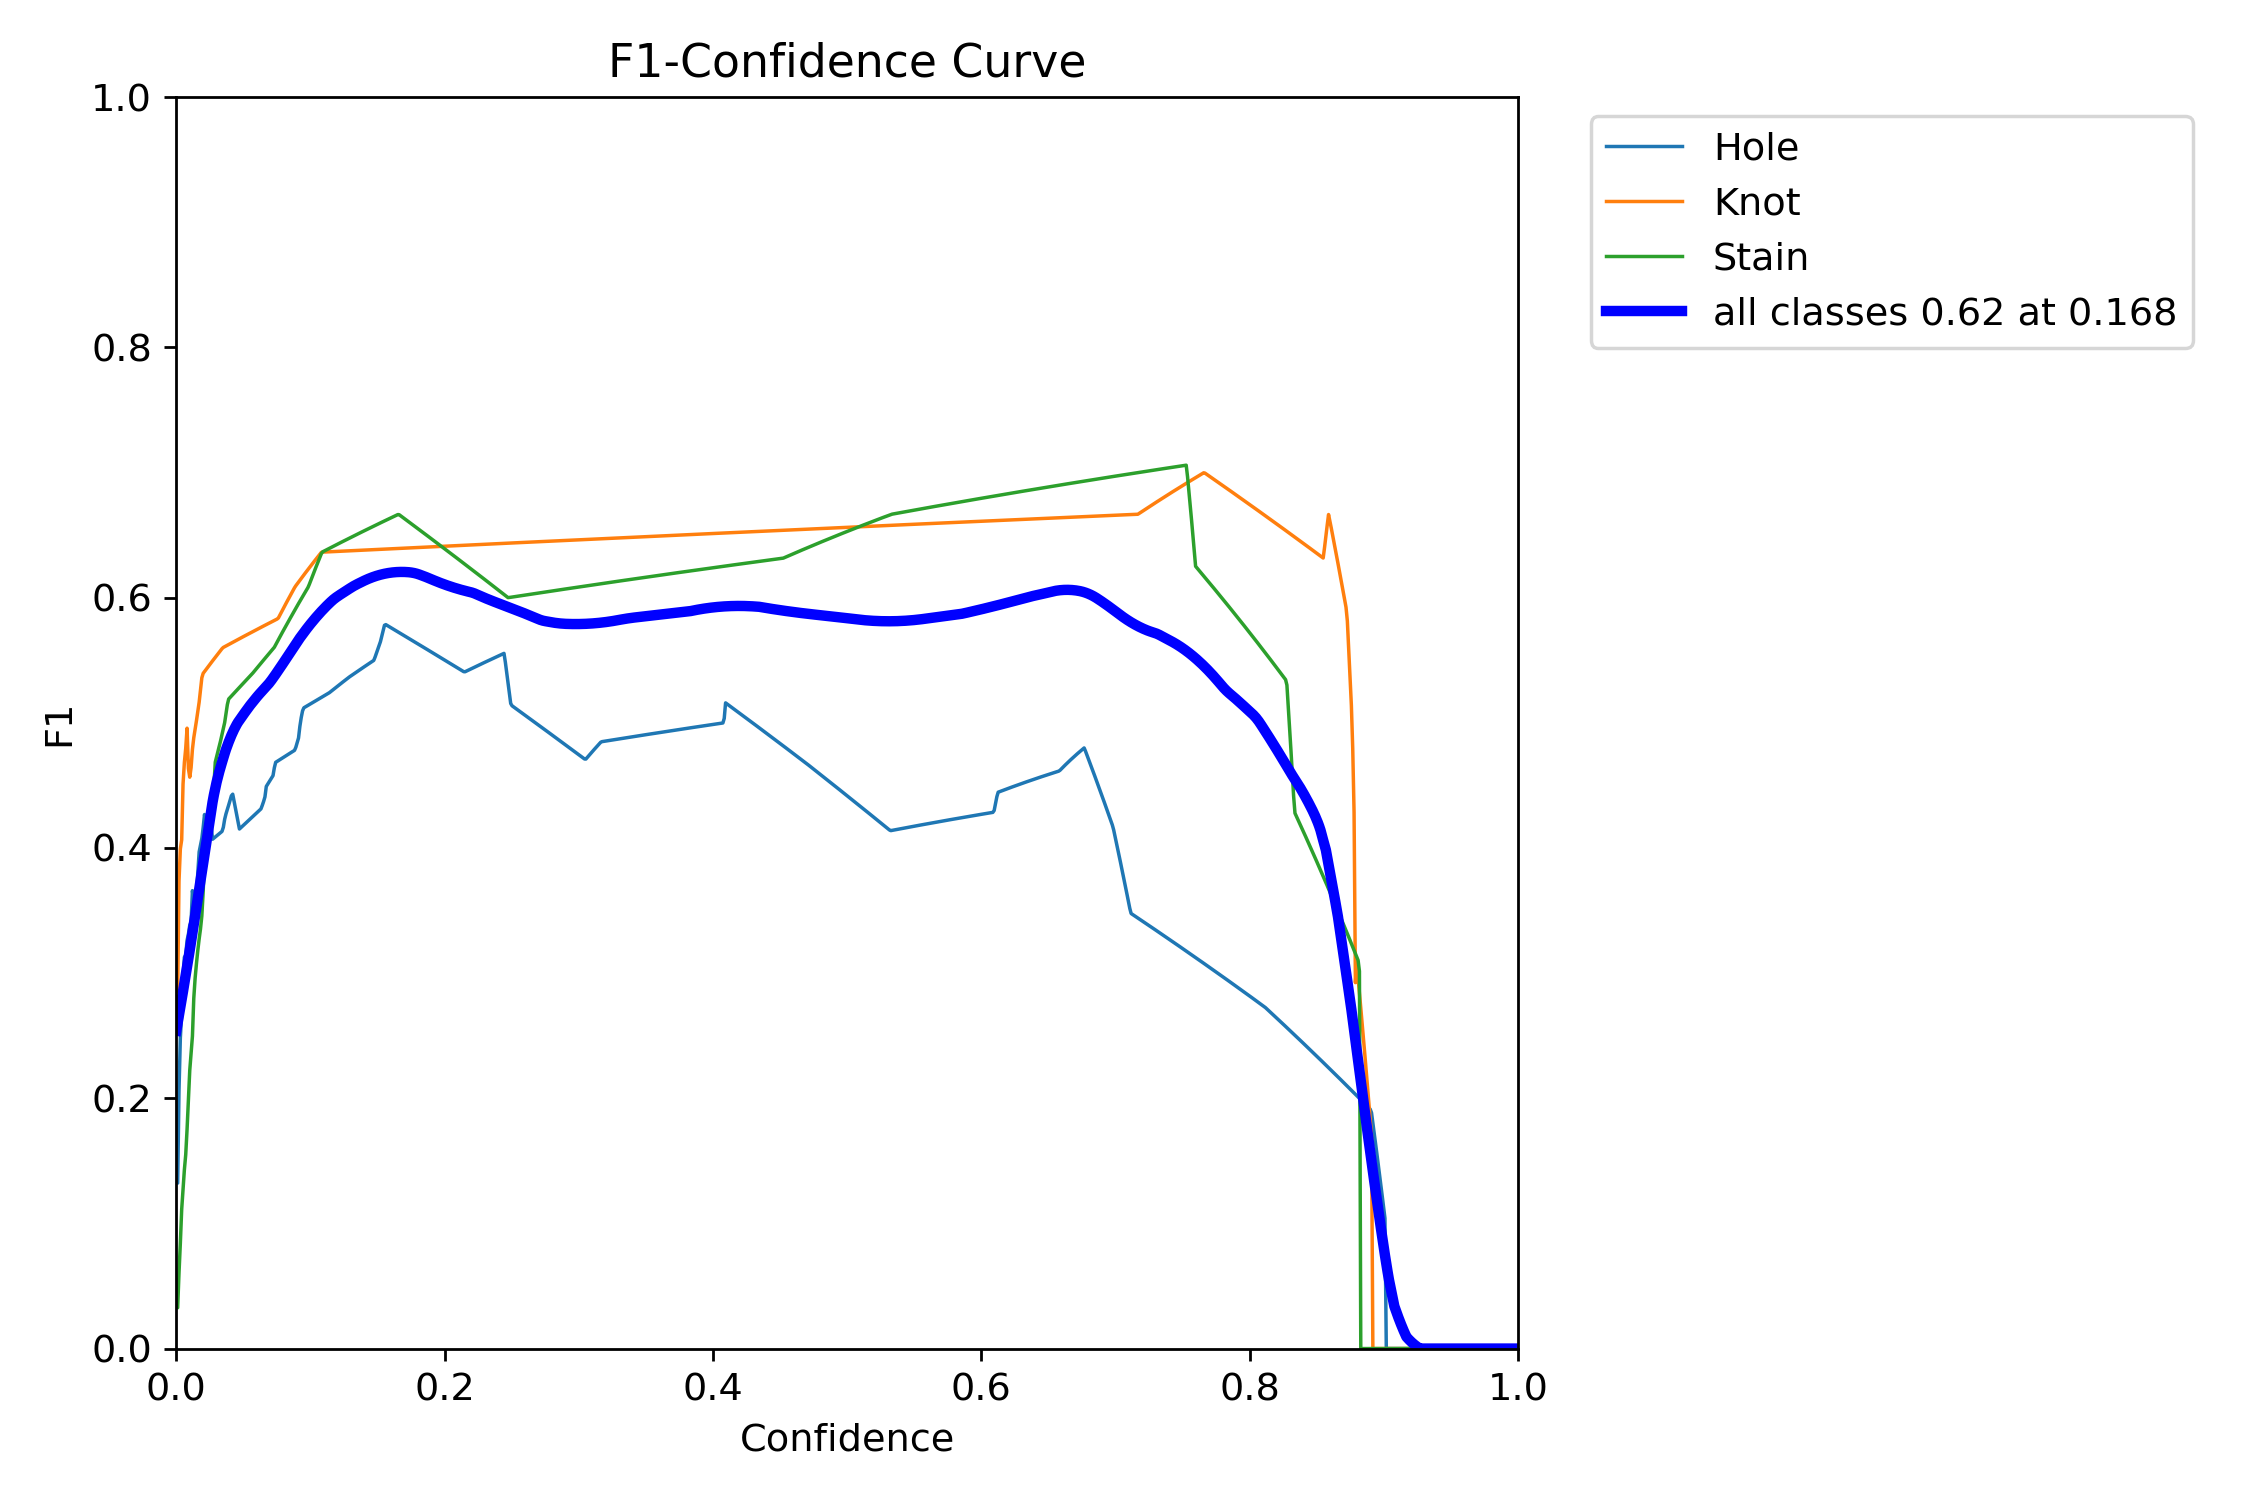 F1-Confidence Curve
1.0
0.8
0.6
0.4
0.2
0.0
F1
0.0 0.2 0.4 0.6 0.8 1.0
Confidence
Hole
Knot
Stain
all classes 0.62 at 0.168